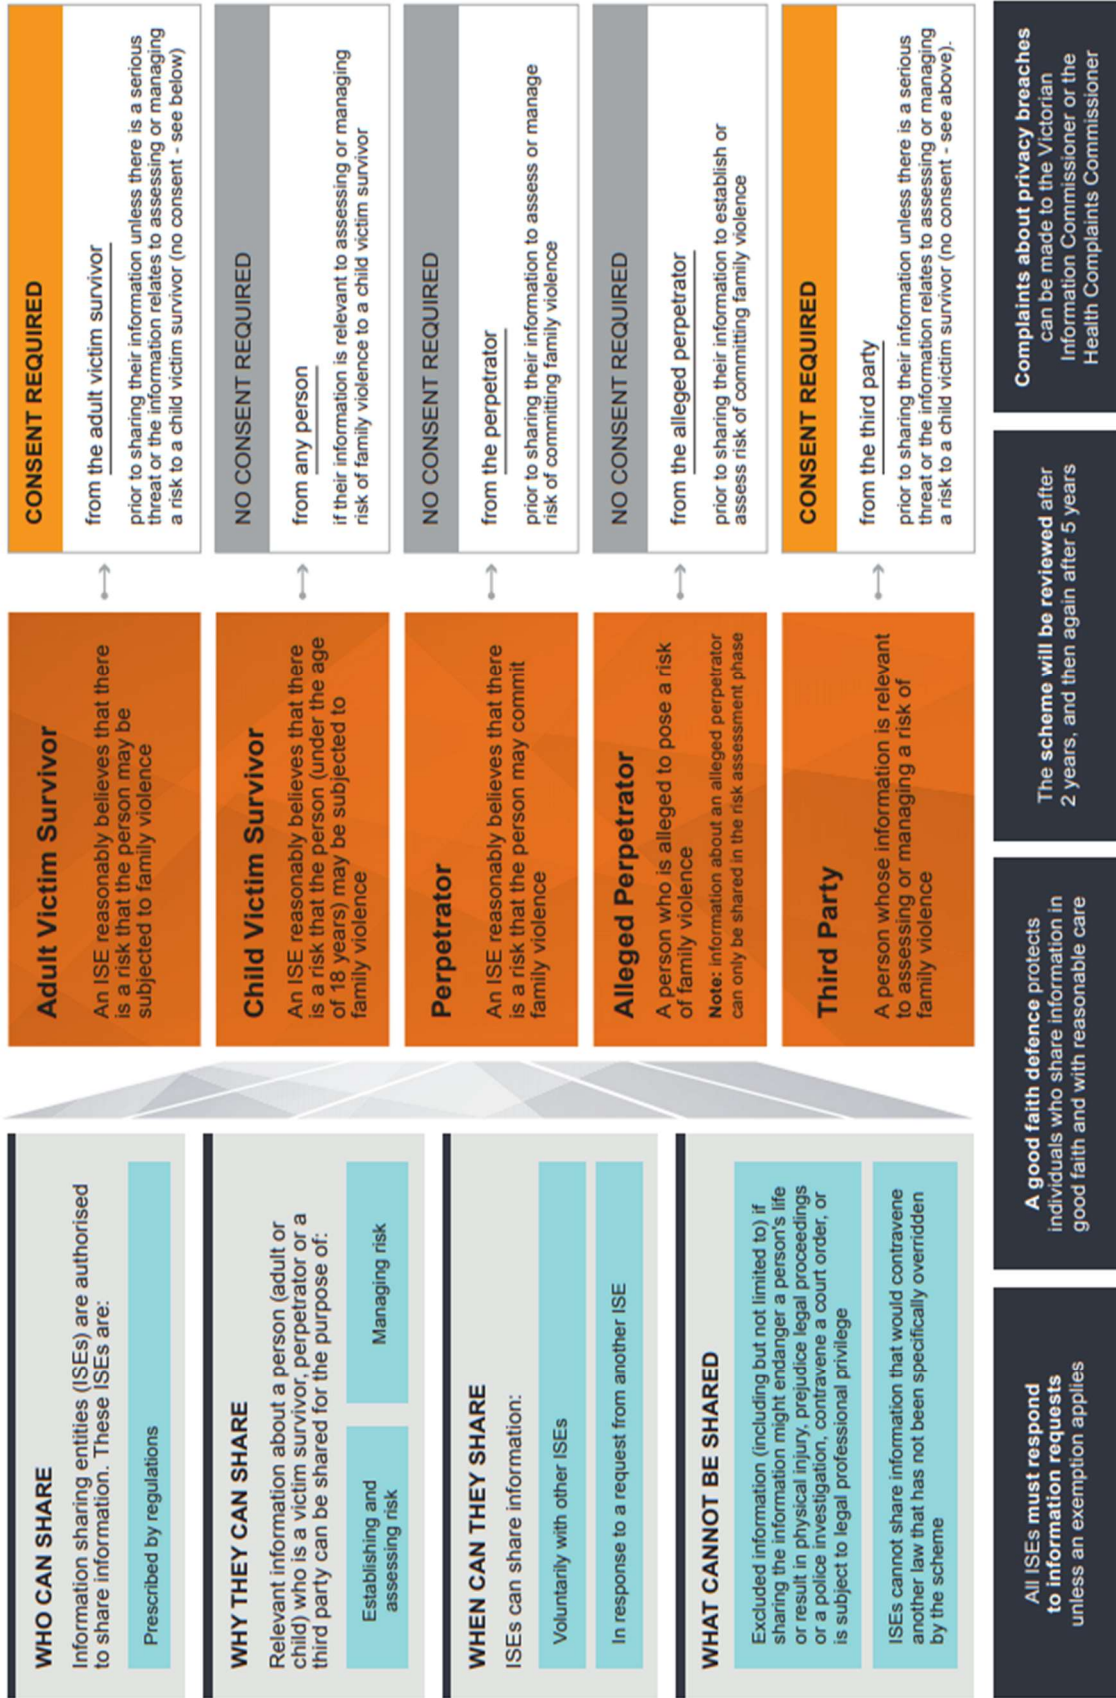 WHO CAN SHARE
Information sharing entities (ISEs) are authorised
to share information. These ISEs are:
Prescribed by regulations
WHY THEY CAN SHARE
Relevant information about a person (adult or
child) who is a victim survivor, perpetrator or a
third party can be shared for the purpose of:
Establishing and
assessing risk
Managing risk
WHEN CAN THEY SHARE
ISEs can share information:
Voluntarily with other ISEs
In response to a request from another ISE
WHAT CANNOT BE SHARED
Excluded information (including but not limited to) if
sharing the information might endanger a person's life
or result in physical injury, prejudice legal proceedings
or a police investigation, contravene a court order, or
is subject to legal professional privilege
ISEs cannot share information that would contravene
another law that has not been specifically overridden
by the scheme
Adult Victim Survivor
An ISE reasonably believes that there
is a risk that the person may be
subjected to family violence
CONSENT REQUIRED
from the adult victim survivor
prior to sharing their information unless there is a serious
threat or the information relates to assessing or managing
a risk to a child victim survivor (no consent - see below)
Child Victim Survivor
An ISE reasonably believes that there
is a risk that the person (under the age
of 18 years) may be subjected to
family violence
NO CONSENT REQUIRED
from any person
if their information is relevant to assessing or managing
risk of family violence to a child victim survivor
Perpetrator
An ISE reasonably believes that there
is a risk that the person may commit
family violence
NO CONSENT REQUIRED
from the perpetrator
prior to sharing their information to assess or manage
risk of committing family violence
Alleged Perpetrator
A person who is alleged to pose a risk
of family violence
Note: information about an alleged perpetrator
can only be shared in the risk assessment phase
NO CONSENT REQUIRED
from the alleged perpetrator
prior to sharing their information to establish or
assess risk of committing family violence
Third Party
A person whose information is relevant
to assessing or managing a risk of
family violence
CONSENT REQUIRED
from the third party
prior to sharing their information unless there is a serious
threat or the information relates to assessing or managing
a risk to a child victim survivor (no consent - see above).
All ISEs must respond
to information requests
unless an exemption applies
A good faith defence protects
individuals who share information in
good faith and with reasonable care
The scheme will be reviewed after
2 years, and then again after 5 years
Complaints about privacy breaches
can be made to the Victorian
Information Commissioner or the
Health Complaints Commissioner